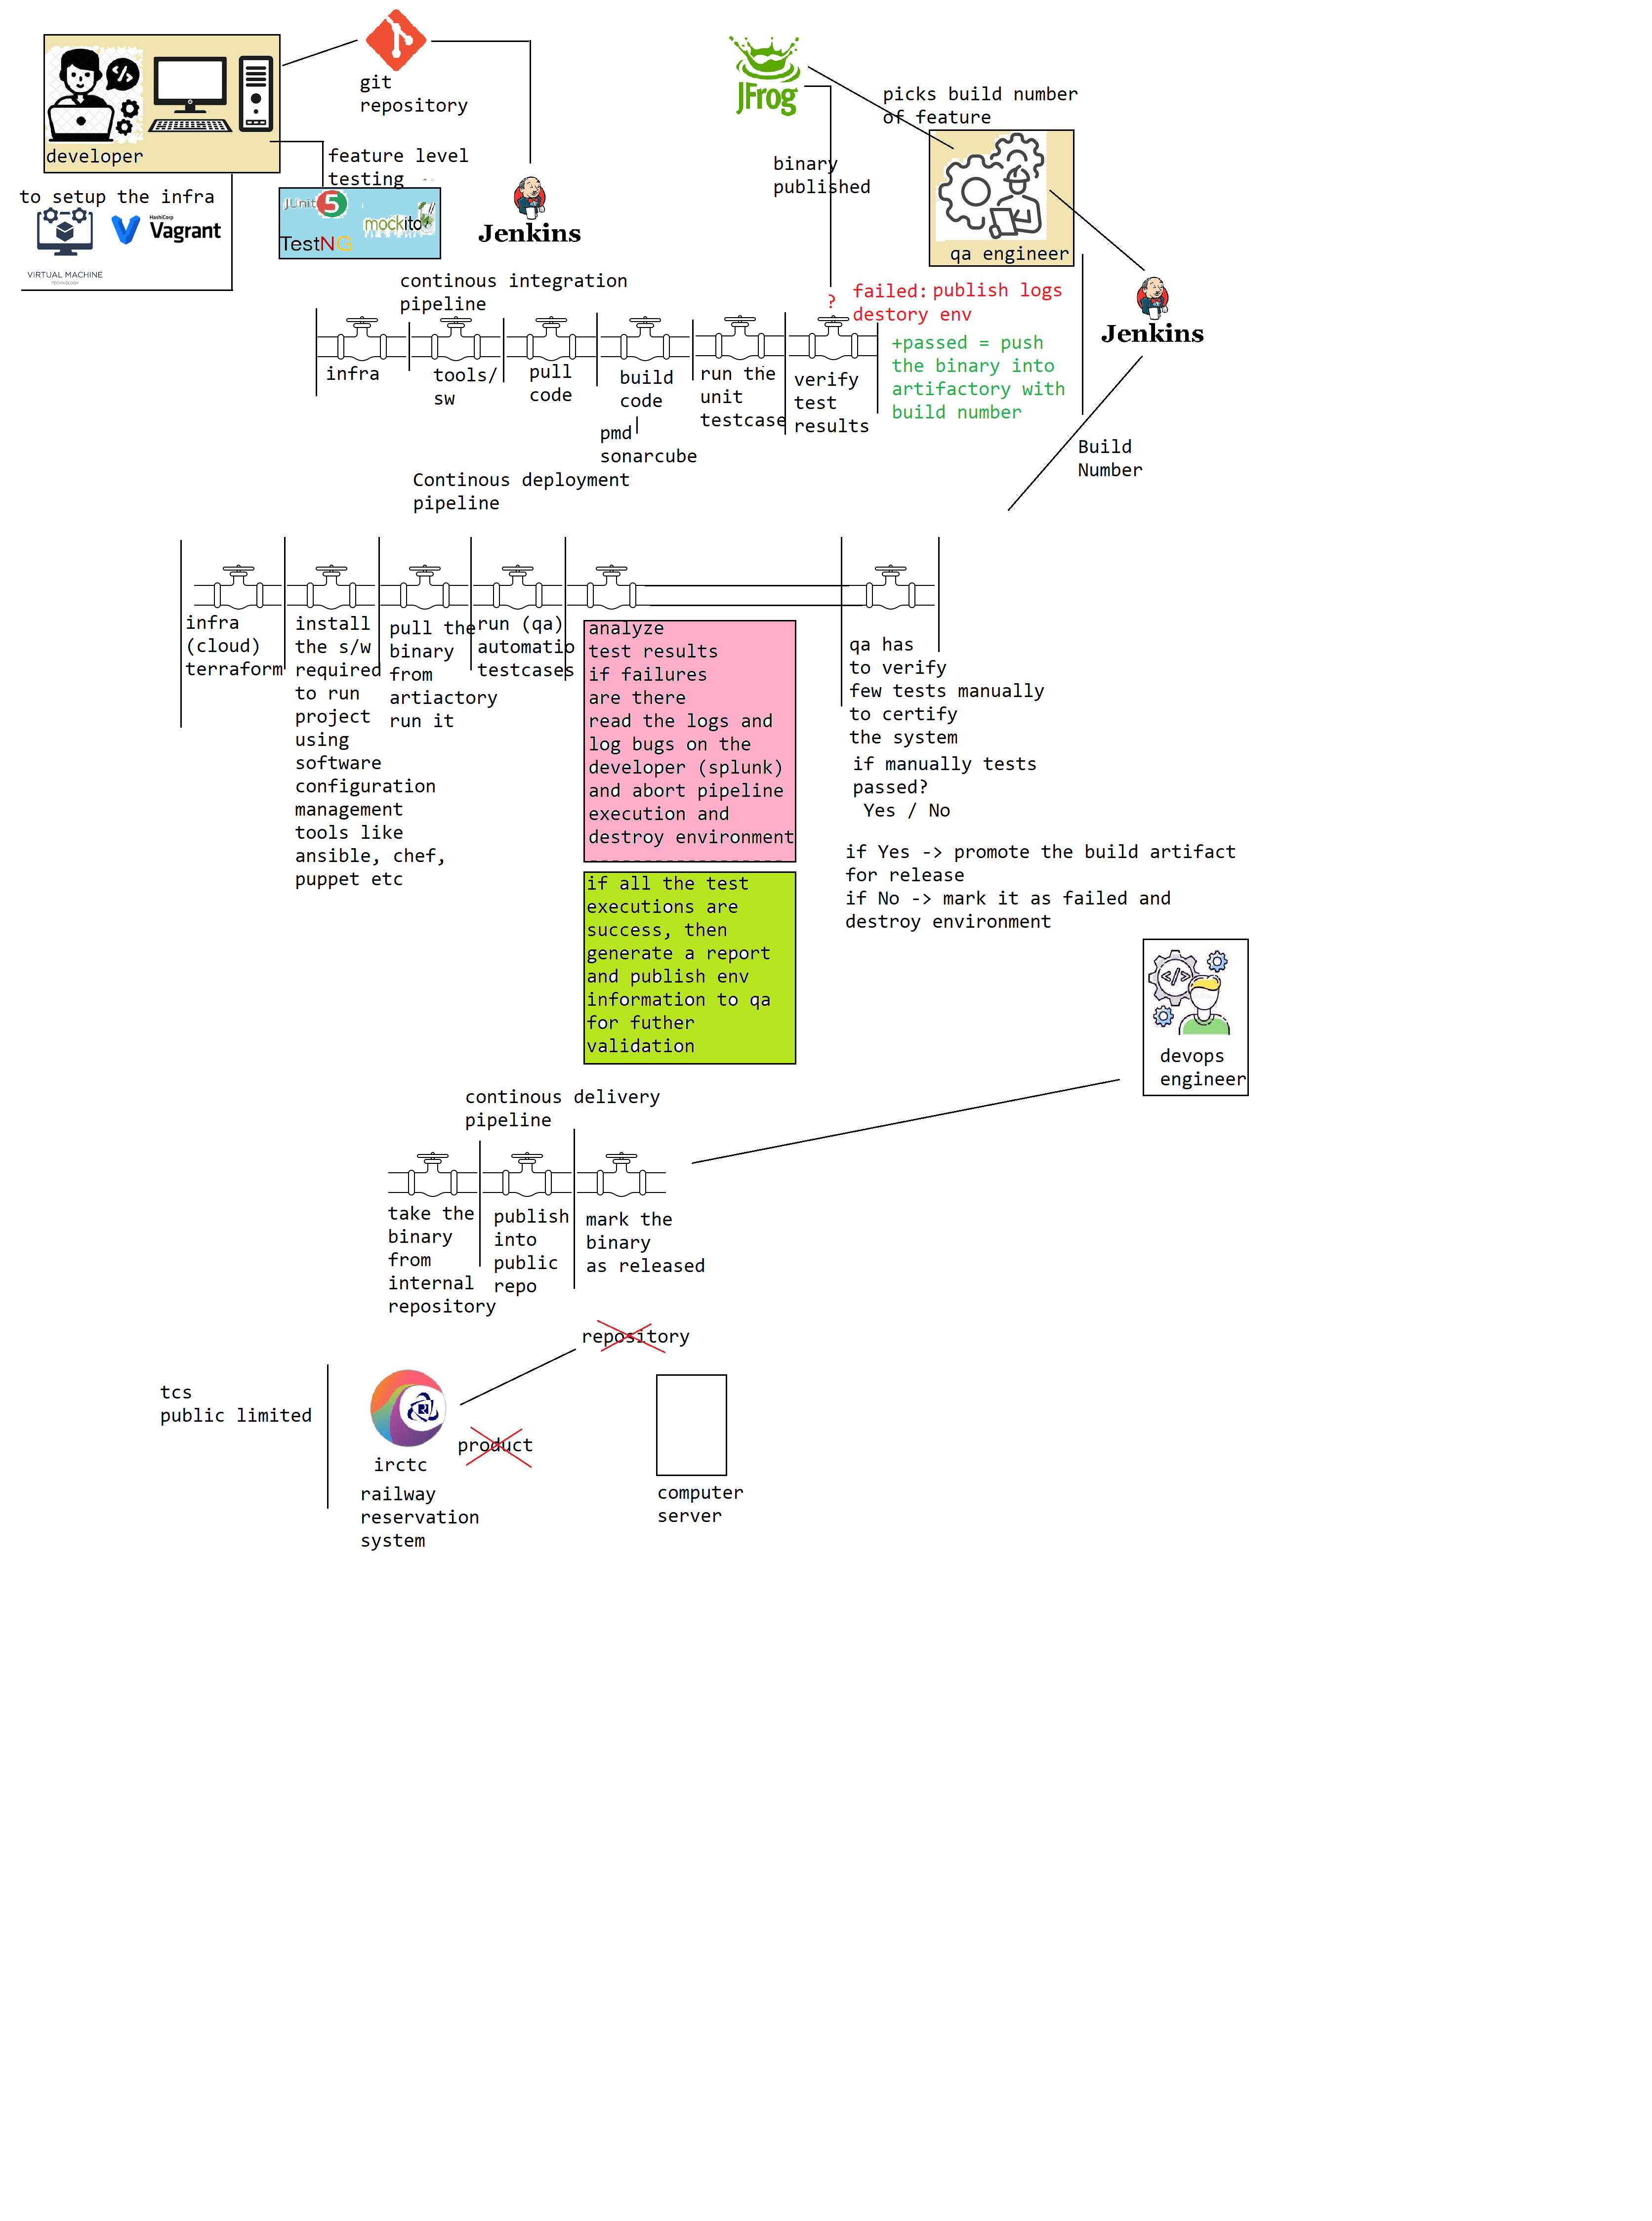 git
repository
developer
to setup the infra
VIRTUAL MACHINE
TECHNOLOGY
HashiCorp
Vagrant
feature level
testing
JUnit 5
mockito
TestNG
Jenkins
JFrog
binary
published
picks build number
of feature
qa engineer
Jenkins
Build
Number
continous integration
pipeline
infra
tools/
sw
pull
code
build
code
pmd
sonarcube
run the
unit
testcase
verify
test
results
?
failed: publish logs
destory env
+passed = push
the binary into
artifactory with
build number
Continous deployment
pipeline
infra
(cloud)
terraform
install
the s/w
required
to run
project
using
software
configuration
management
tools like
ansible, chef,
puppet etc
pull the
binary
from
artiactory
run it
run (qa)
automatio
testcases
analyze
test results
if failures
are there
read the logs and
log bugs on the
developer (splunk)
and abort pipeline
execution and
destroy environment
------------------
if all the test
executions are
success, then
generate a report
and publish env
information to qa
for futher
validation
qa has
to verify
few tests manually
to certify
the system
if manually tests
passed?
Yes / No
if Yes -> promote the build artifact
for release
if No -> mark it as failed and
destroy environment
devops
engineer
continous delivery
pipeline
take the
binary
from
internal
repository
publish
into
public
repo
mark the
binary
as released
repository
tcs
public limited
product
irctc
railway
reservation
system
computer
server